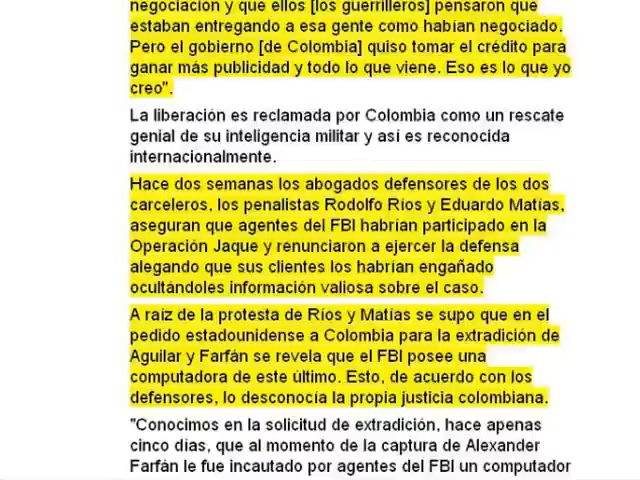 negociación y que ellos [los guerrilleros] pensaron que
estaban entregando a esa gente como habían negociado.
Pero el gobierno [de Colombia] quiso tomar el crédito para
ganar más publicidad y todo lo que viene. Eso es lo que yo
creo".
La liberación es reclamada por Colombia como un rescate
genial de su inteligencia militar y así es reconocida
internacionalmente.
Hace dos semanas los abogados defensores de los dos
carceleros, los penalistas Rodolfo Ríos y Eduardo Matías,
aseguran que agentes del FBI habrían participado en la
Operación Jaque y renunciaron a ejercer la defensa
alegando que sus clientes los habrían engañado
ocultándoles información valiosa sobre el caso.
A raíz de la protesta de Ríos y Matías se supo que en el
pedido estadounidense a Colombia para la extradición de
Aguilar y Farfán se revela que el FBI posee una
computadora de este último. Esto, de acuerdo con los
defensores, lo desconocía la propia justicia colombiana.
"Conocimos en la solicitud de extradición, hace apenas
cinco días, que al momento de la captura de Alexander
Farfán le fue incautado por agentes del FBI un computador